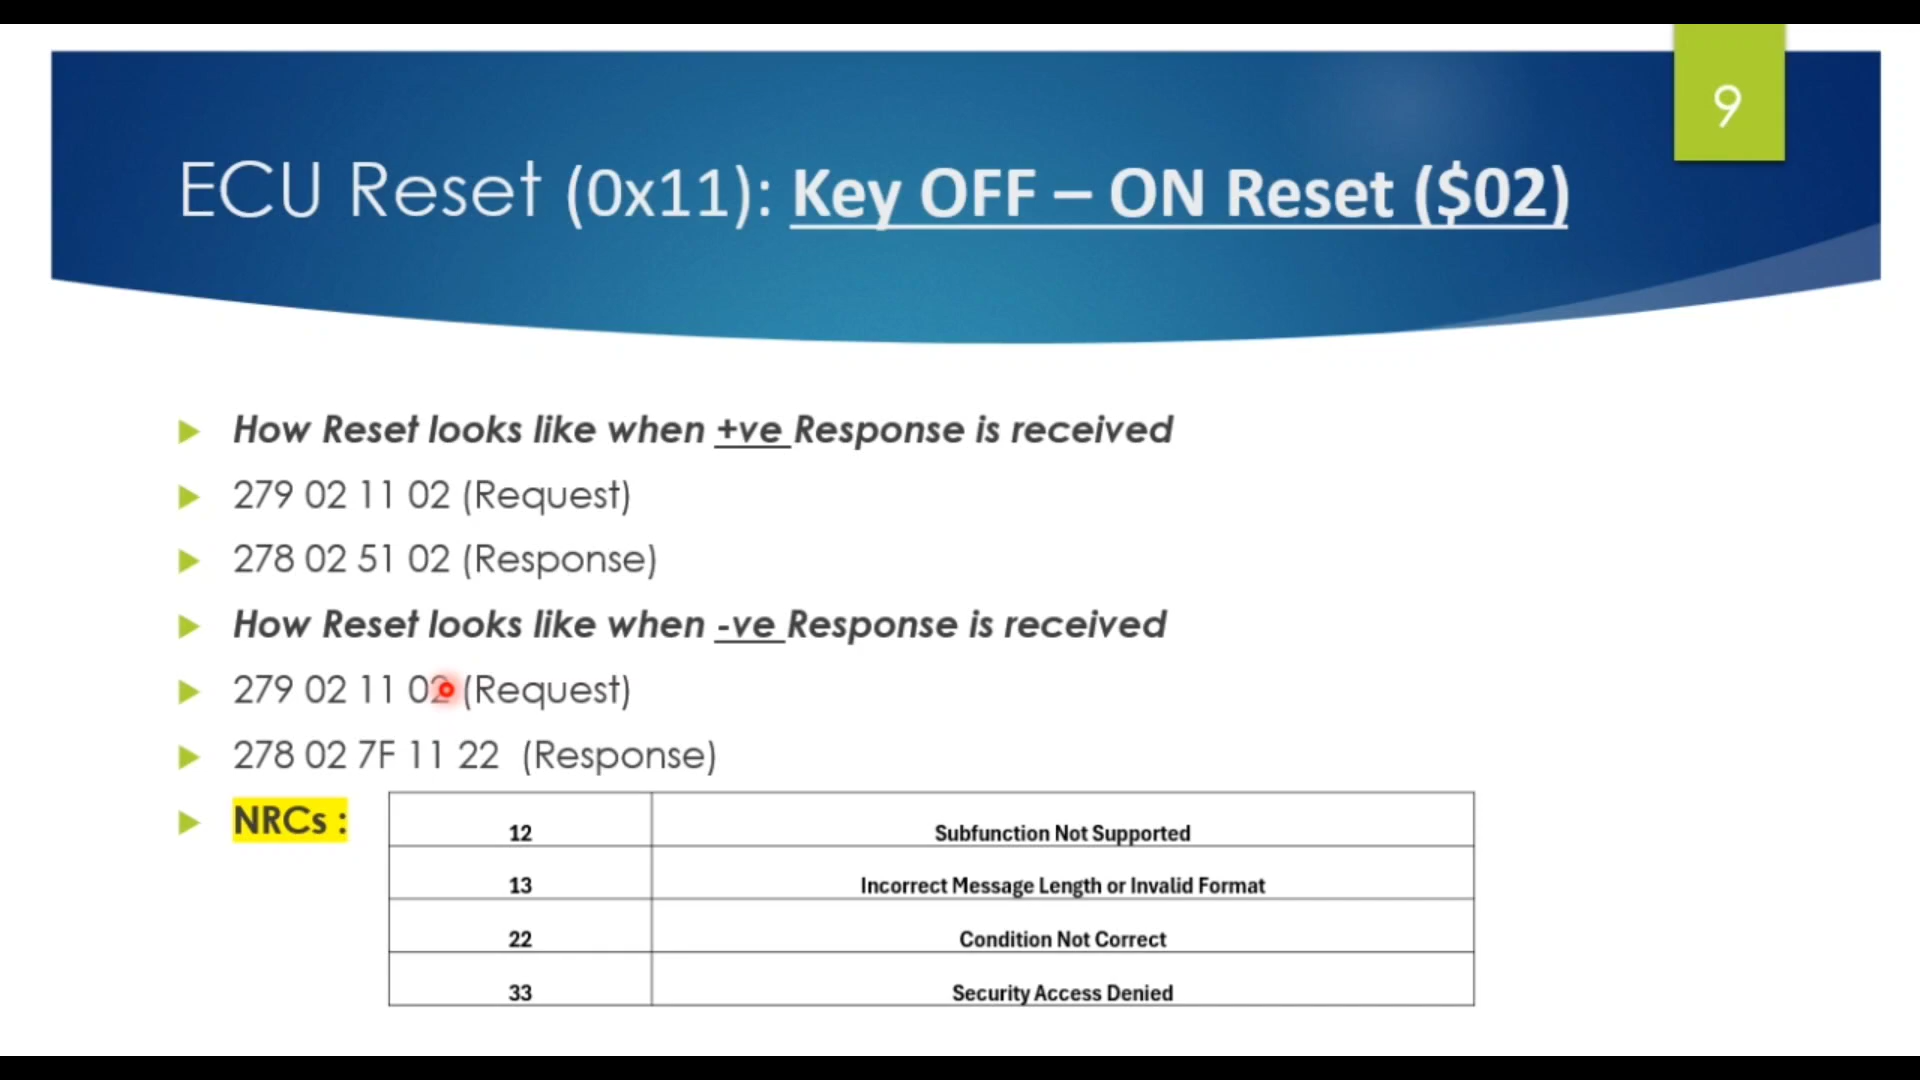 9
ECU Reset (0x11): Key OFF – ON Reset ($02)
How Reset looks like when +ve Response is received
279 02 11 02 (Request)
278 02 51 02 (Response)
How Reset looks like when -ve Response is received
279 02 11 02 (Request)
278 02 7F 11 22 (Response)
NRCs :
12 Subfunction Not Supported
13 Incorrect Message Length or Invalid Format
22 Condition Not Correct
33 Security Access Denied